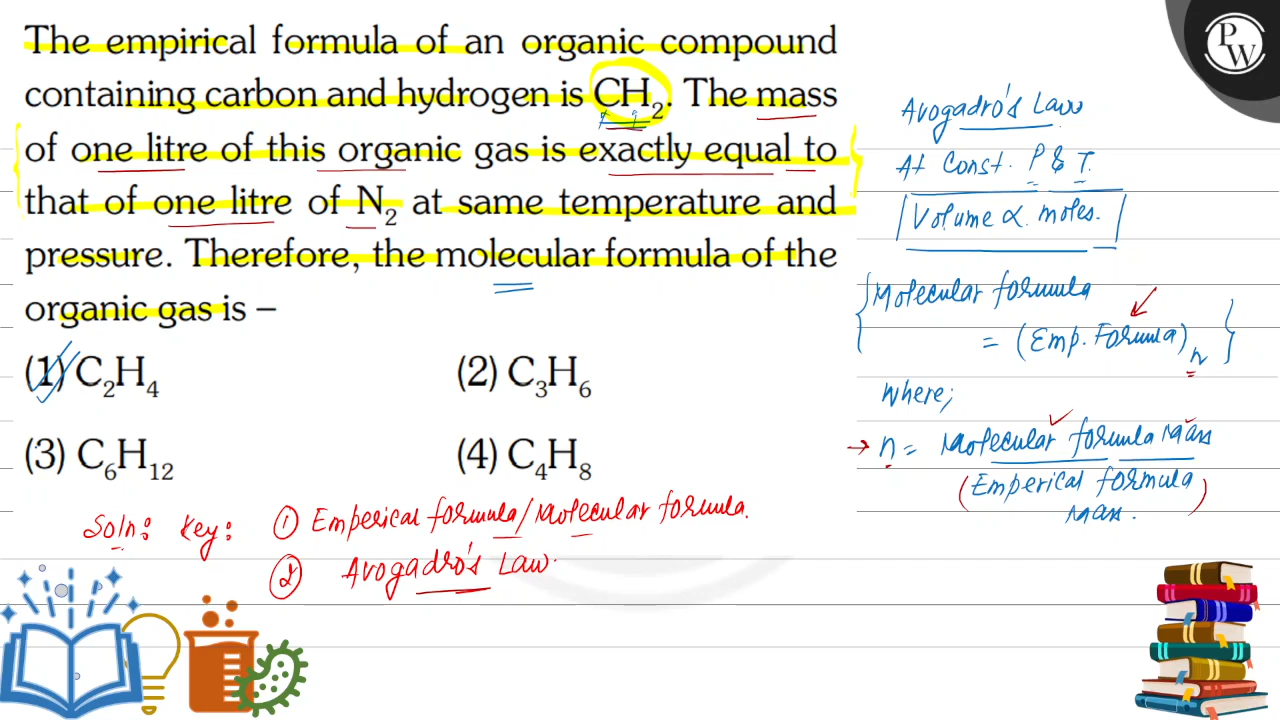 The empirical formula of an organic compound
containing carbon and hydrogen is CH₂. The mass
of one litre of this organic gas is exactly equal to
that of one litre of N₂ at same temperature and
pressure. Therefore, the molecular formula of the
organic gas is –
(1) C₂H₄
(2) C₃H₆
(3) C₆H₁₂
(4) C₄H₈
Soln: Key: ① Emperical formula/Molecular formula.
② Avogadro's Law.
PW
Avogadro's Law
At Const. P & T.
Volume α moles.
Molecular formula
= (Emp. Formula)n
where;
→ n = Molecular formula Mass
(Emperical formula
Mass.)